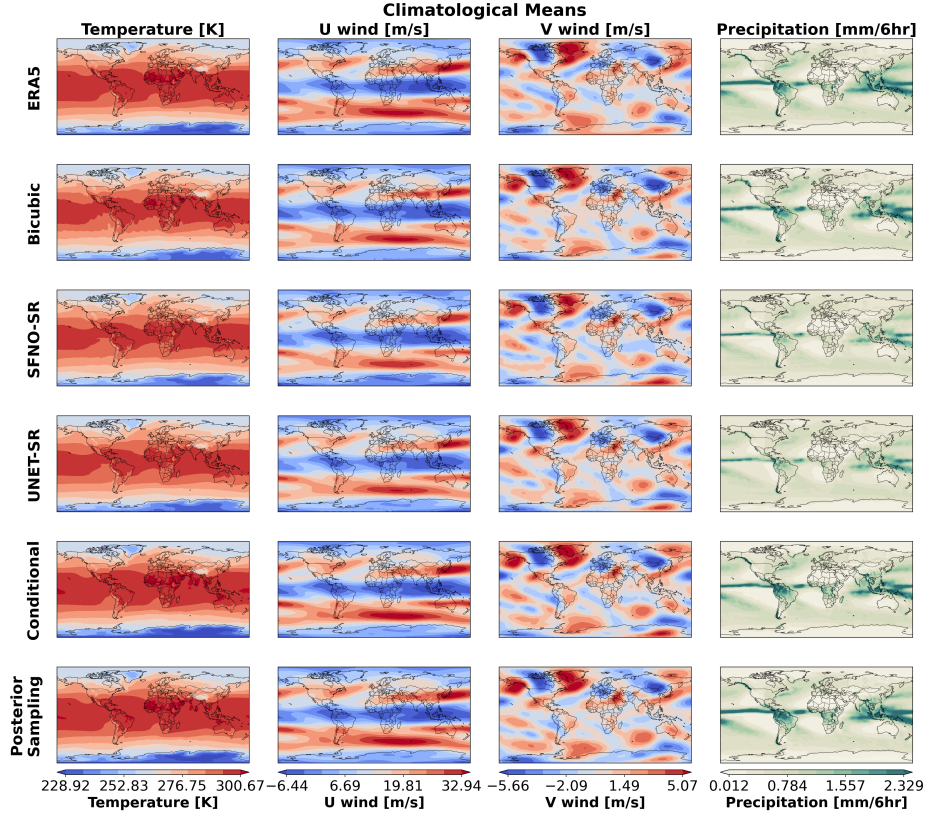 Climatological Means
Temperature [K] U wind [m/s] V wind [m/s] Precipitation [mm/6hr]
ERA5
Bicubic
SFNO-SR
UNET-SR
Conditional
Posterior
Sampling
228.92 252.83 276.75 300.67 −6.44 6.69 19.81 32.94 −5.66 −2.09 1.49 5.07 0.012 0.784 1.557 2.329
Temperature [K] U wind [m/s] V wind [m/s] Precipitation [mm/6hr]